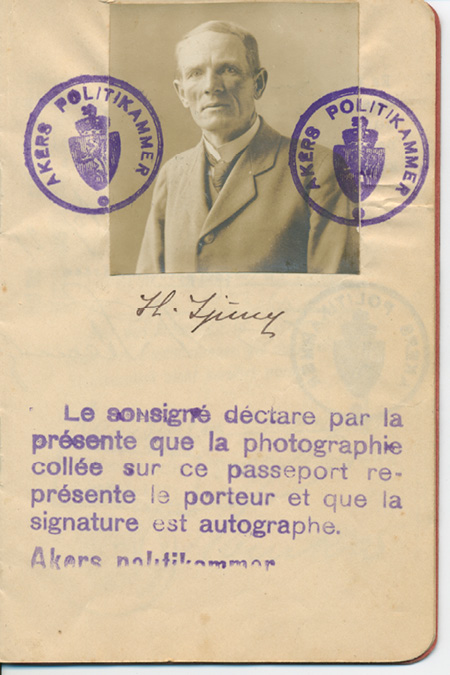 AKERS POLITIKAMMER
AKERS POLITIKAMMER
H.
Le sonsigné déctare par la
présente que la photographie
collée sur ce passeport re-
présente le porteur et que la
signature est autographe.
Akers politikammer